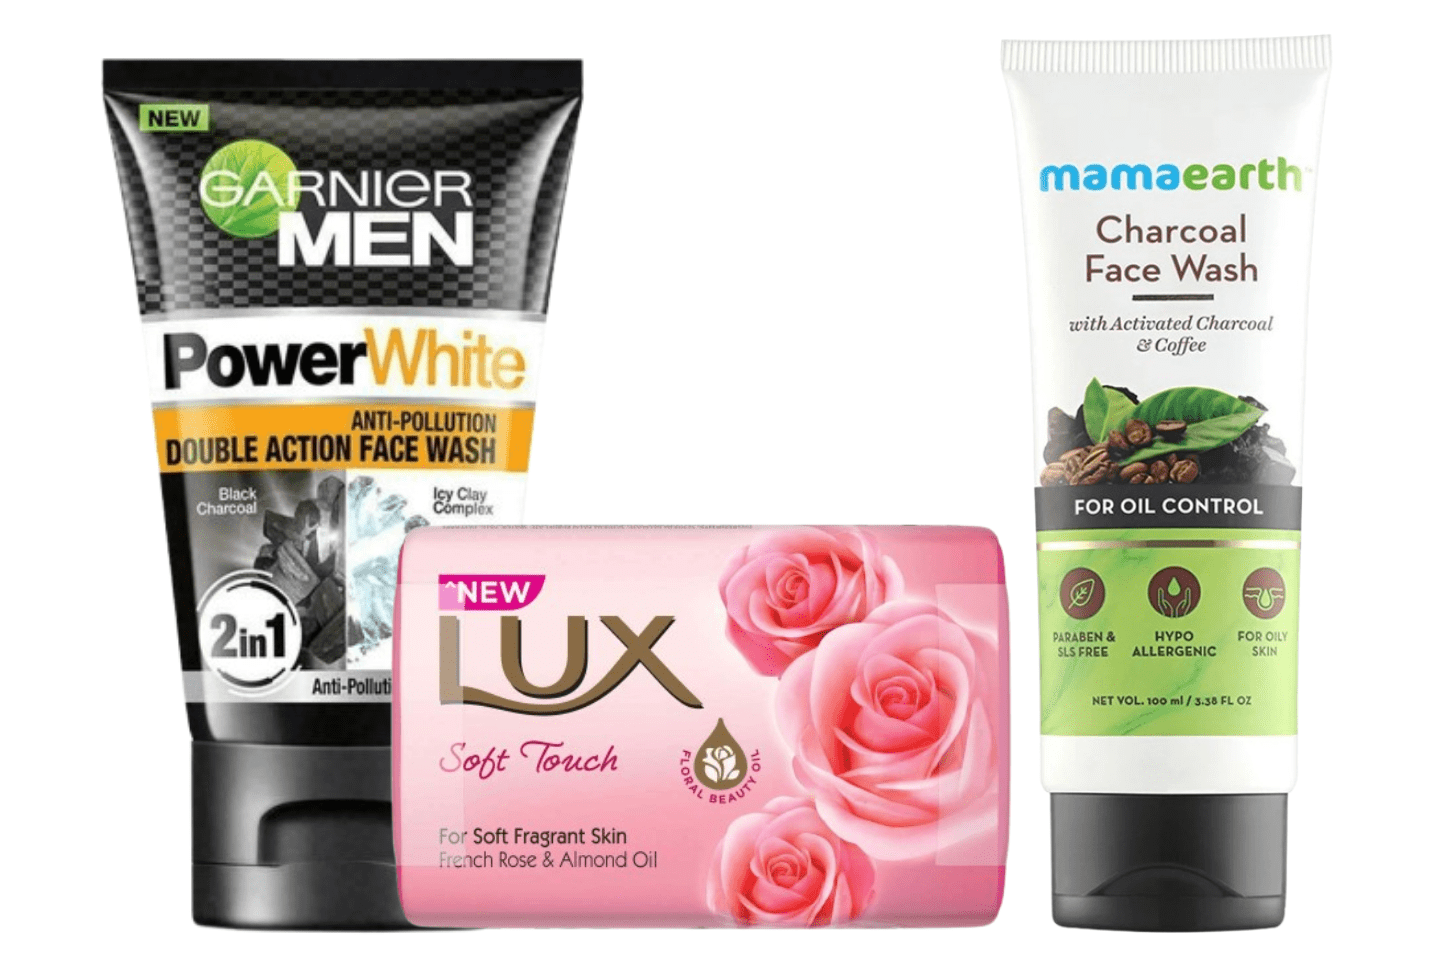 NEW
GARNIER
MEN
PowerWhite
ANTI-POLLUTION
DOUBLE ACTION FACE WASH
Black
Charcoal
Icy Clay
Complex
2in1
^NEW
LUX
Soft Touch
FLORAL BEAUTY OIL
For Soft Fragrant Skin
French Rose & Almond Oil
mamaearth
Charcoal
Face Wash
with Activated Charcoal
& Coffee
FOR OIL CONTROL
PARABEN &
SLS FREE
HYPO
ALLERGENIC
FOR OILY
SKIN
NET VOL. 100 ml / 3.38 FL OZ